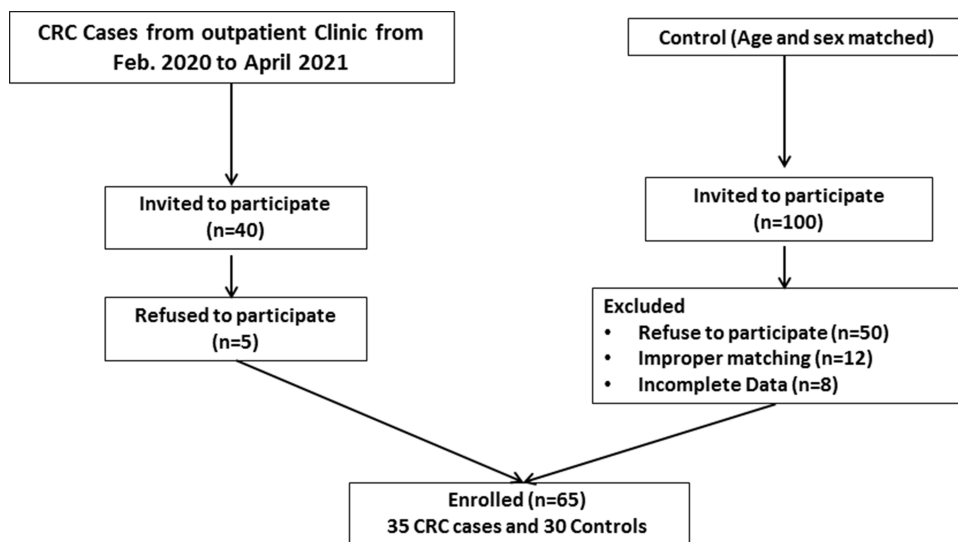 CRC Cases from outpatient Clinic from
Feb. 2020 to April 2021
Control (Age and sex matched)
Invited to participate
(n=40)
Invited to participate
(n=100)
Refused to participate
(n=5)
Excluded
• Refuse to participate (n=50)
• Improper matching (n=12)
• Incomplete Data (n=8)
Enrolled (n=65)
35 CRC cases and 30 Controls